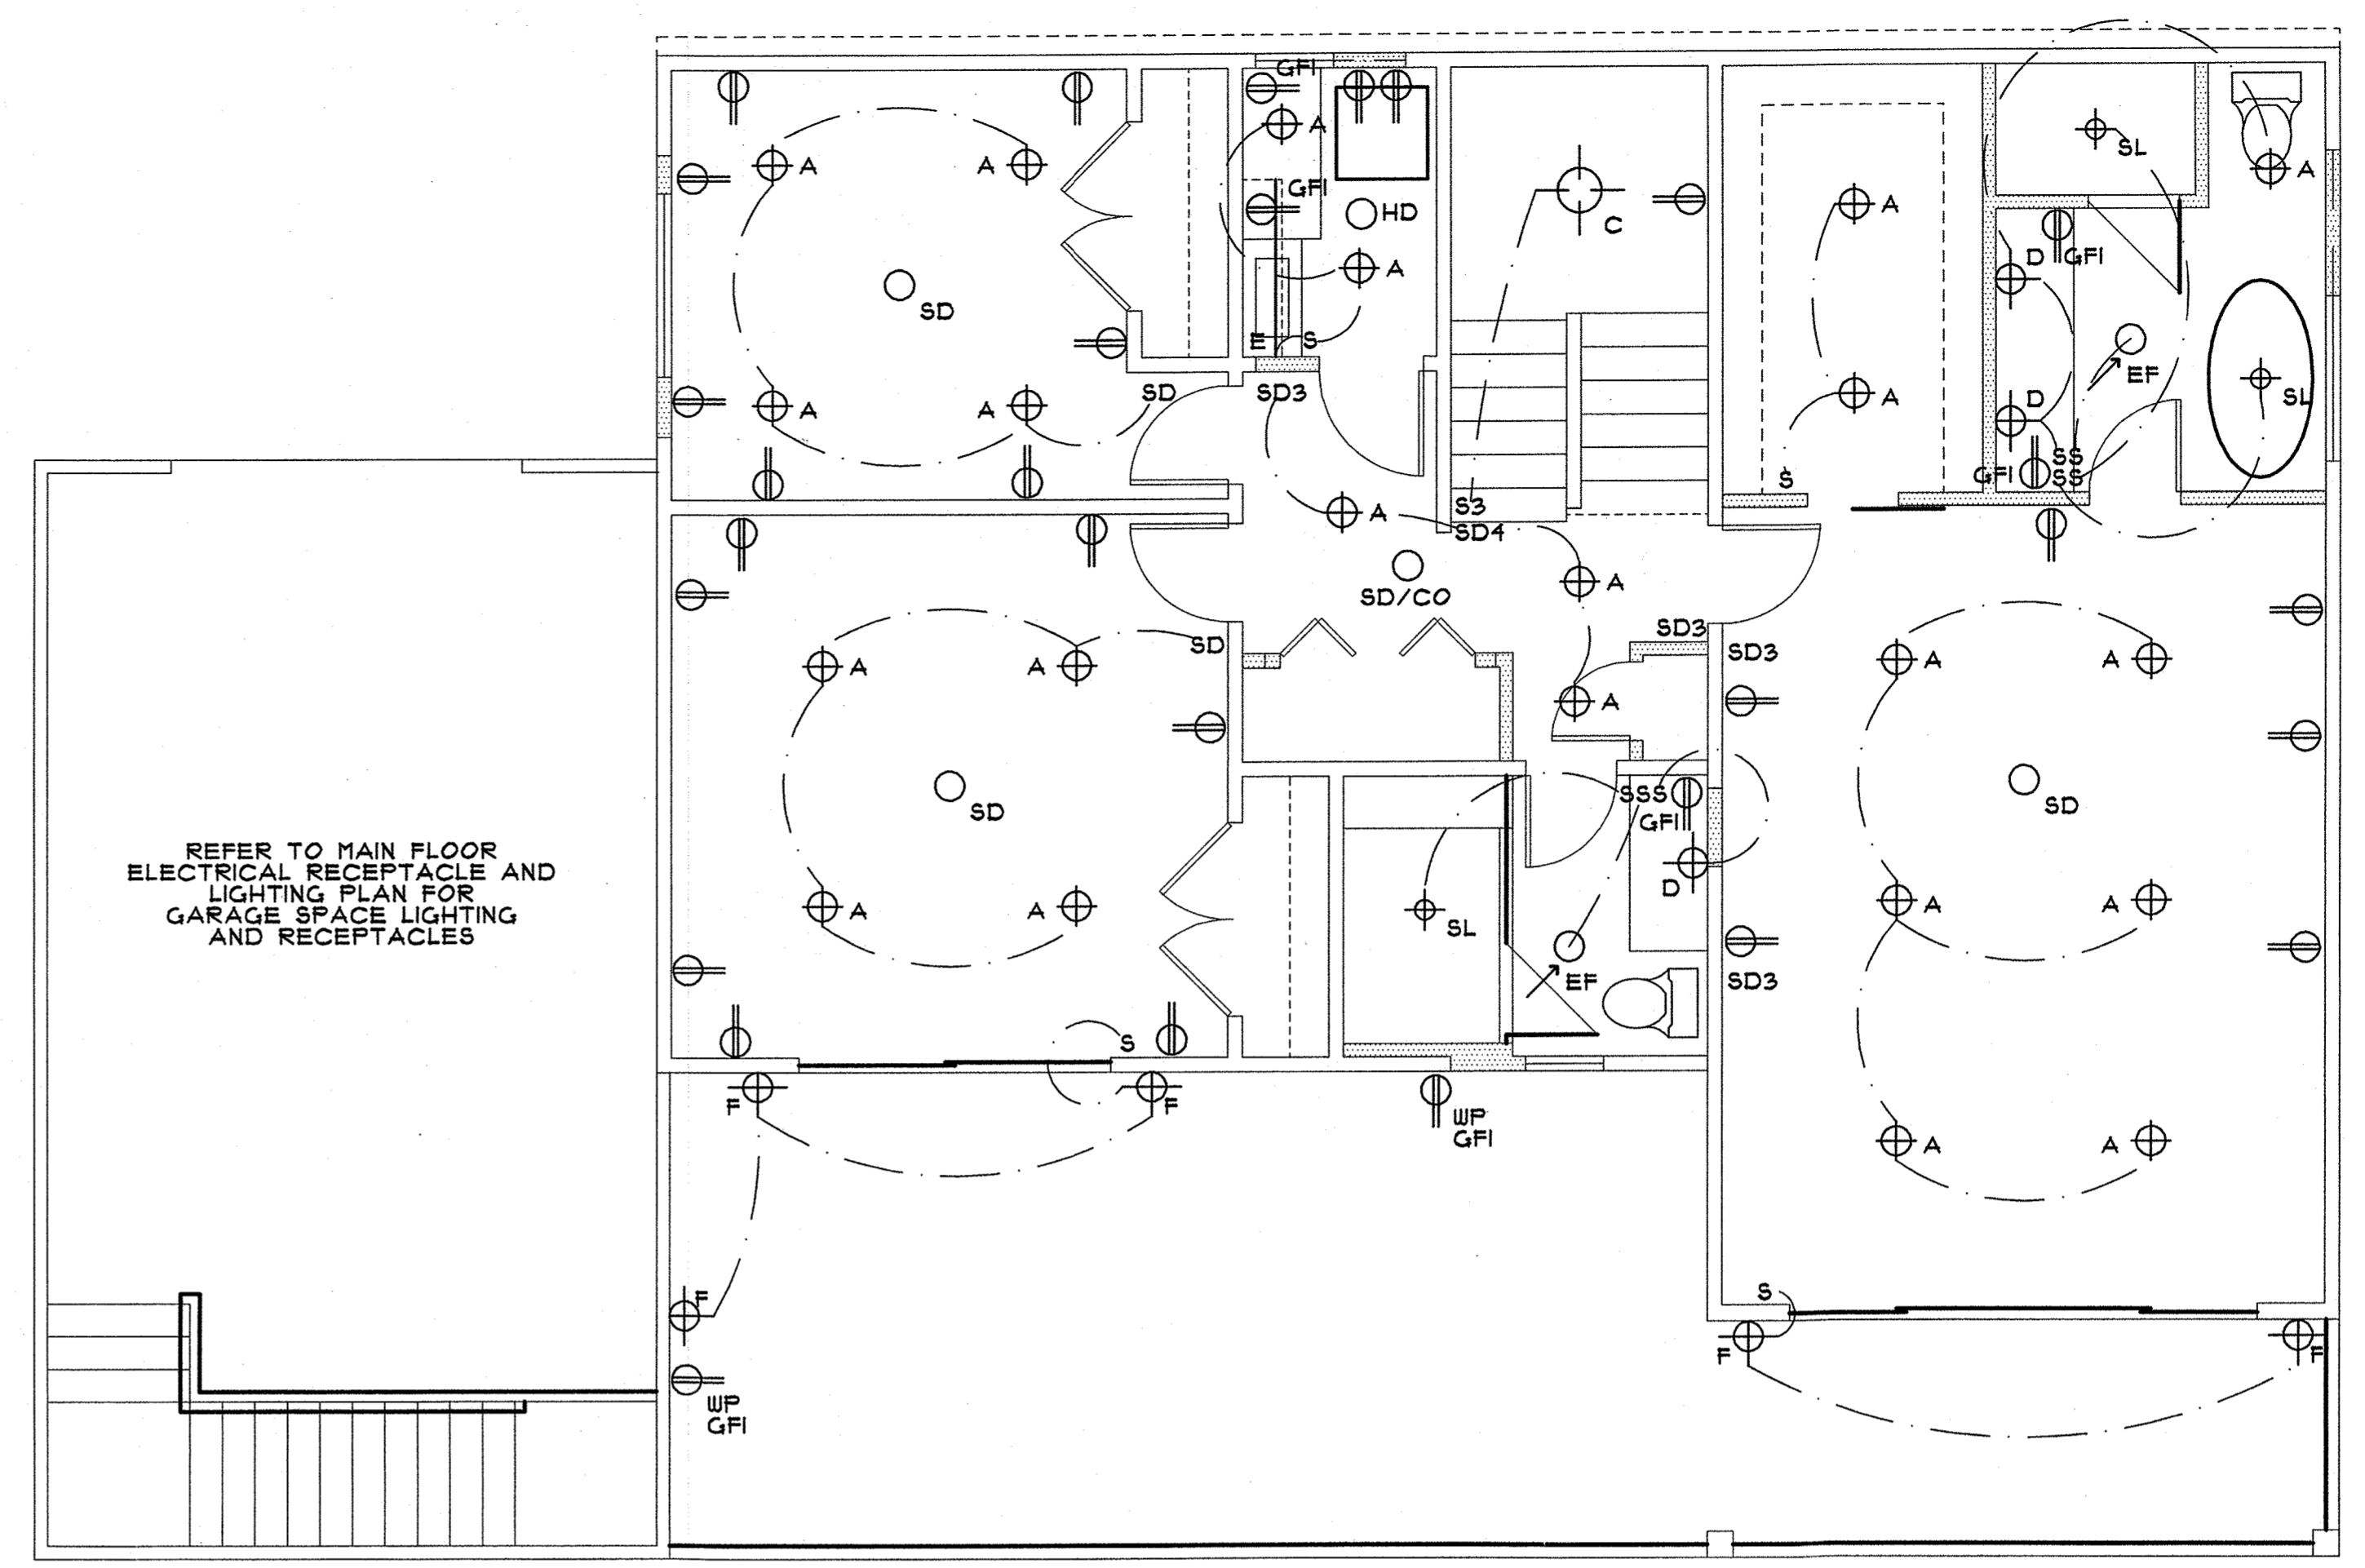 GFI
A
SL
A
A
A
GFI
A
HD
C
D
GFI
A
SD
E
S
EF
D
SD
SD3
A
SL
A
A
S
GFI
SS
SS
S3
A
SD4
A
SD/CO
SD3
SD
SD3
A
A
A
A
A
SSS
SD
SD
GFI
REFER TO MAIN FLOOR
ELECTRICAL RECEPTACLE AND
LIGHTING PLAN FOR
GARAGE SPACE LIGHTING
AND RECEPTACLES
D
A
A
A
A
SL
EF
SD3
S
F
F
WP
GFI
A
A
S
F
F
F
WP
GFI